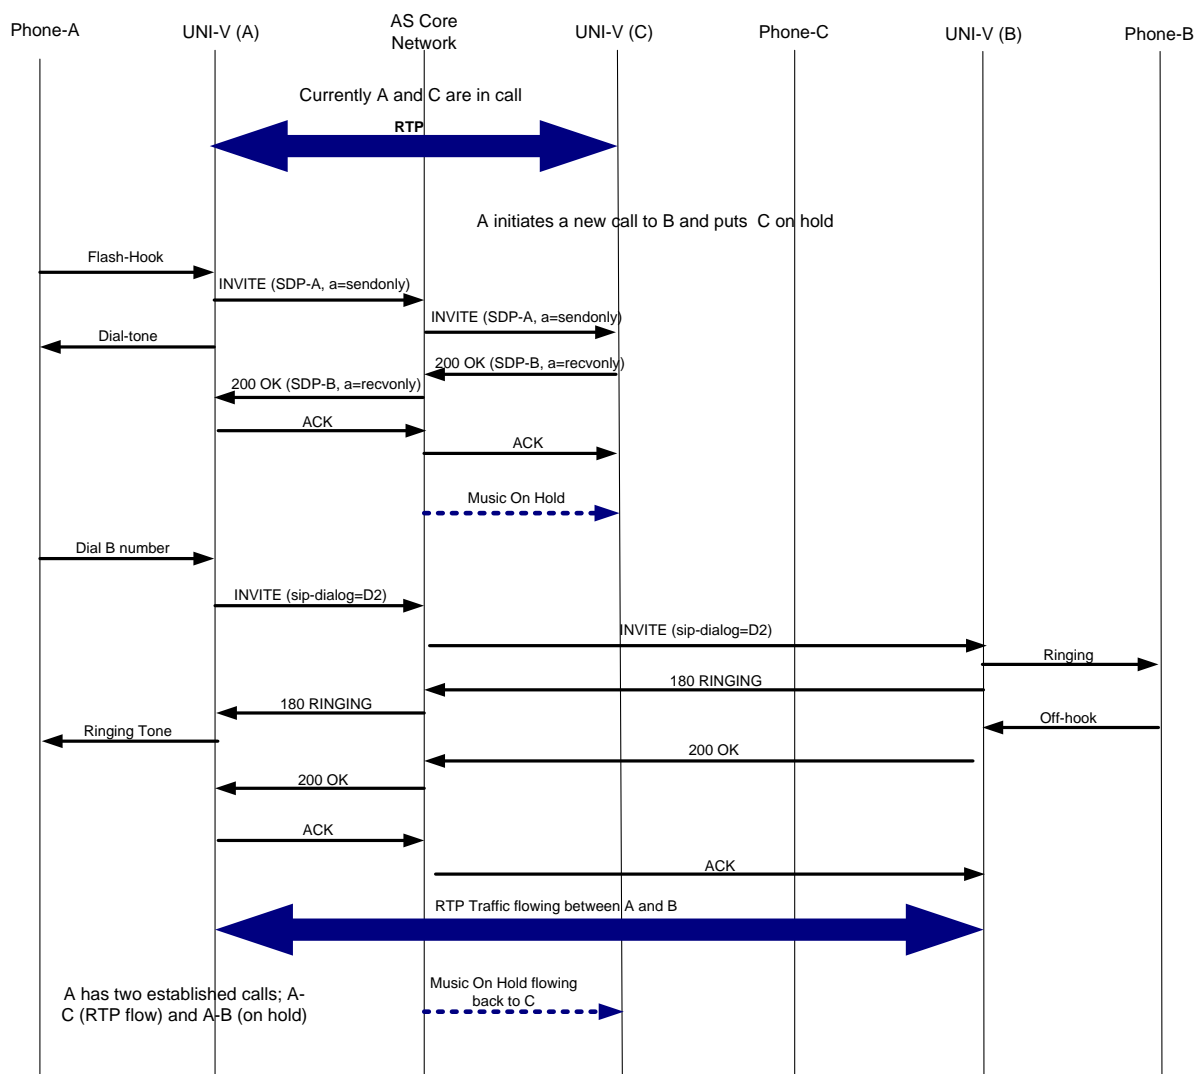 Phone-A
UNI-V (A)
AS Core
Network
UNI-V (C)
Phone-C
UNI-V (B)
Phone-B
Currently A and C are in call
RTP
A initiates a new call to B and puts  C on hold
Flash-Hook
INVITE (SDP-A, a=sendonly)
INVITE (SDP-A, a=sendonly)
Dial-tone
200 OK (SDP-B, a=recvonly)
200 OK (SDP-B, a=recvonly)
ACK
ACK
Music On Hold
Dial B number
INVITE (sip-dialog=D2)
INVITE (sip-dialog=D2)
Ringing
180 RINGING
180 RINGING
Off-hook
Ringing Tone
200 OK
200 OK
ACK
ACK
RTP Traffic flowing between A and B
Music On Hold flowing
back to C
A has two established calls; A-
C (RTP flow) and A-B (on hold)